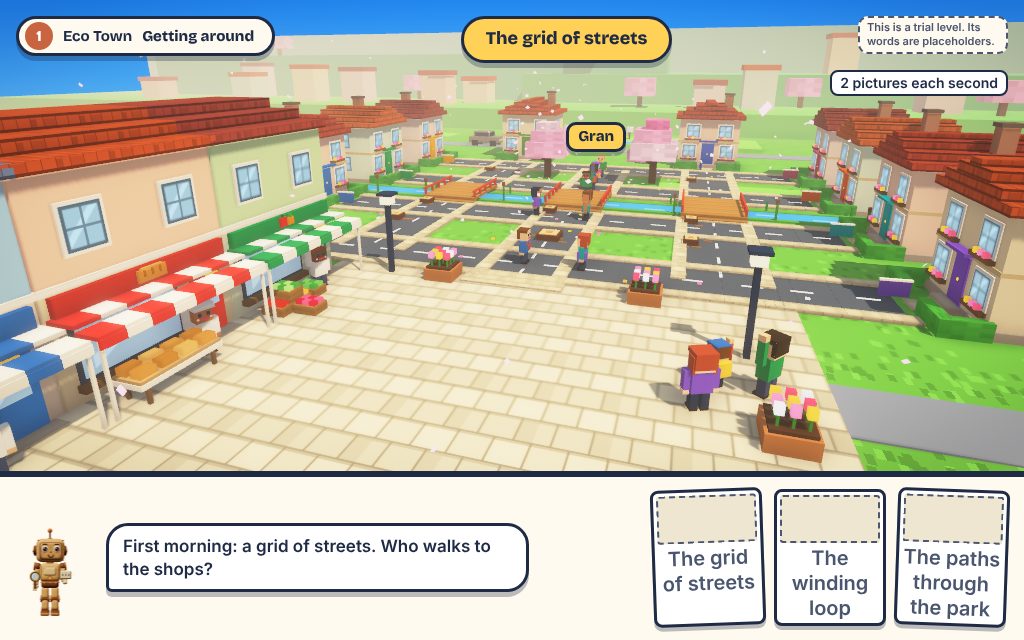 1 Eco Town Getting around
The grid of streets
This is a trial level. Its
words are placeholders.
2 pictures each second
Gran
First morning: a grid of streets. Who walks to
the shops?
The grid
of streets
The
winding
loop
The paths
through
the park